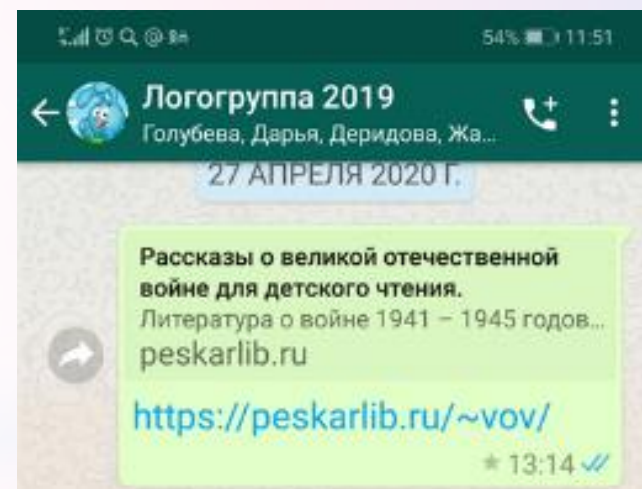 54% 11:51
Логогруппа 2019
Голубева, Дарья, Деридова, Жа...
27 АПРЕЛЯ 2020 Г.
Рассказы о великой отечественной
войне для детского чтения.
Литература о войне 1941 – 1945 годов...
peskarlib.ru
https://peskarlib.ru/~vov/
13:14